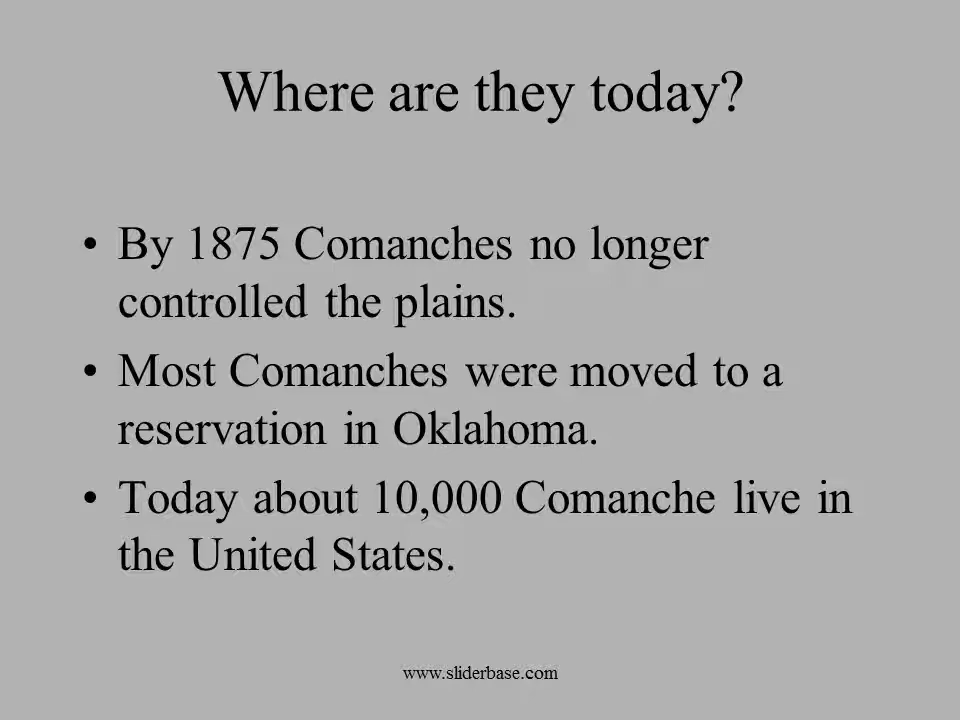 Where are they today?
• By 1875 Comanches no longer
controlled the plains.
• Most Comanches were moved to a
reservation in Oklahoma.
• Today about 10,000 Comanche live in
the United States.
www.sliderbase.com